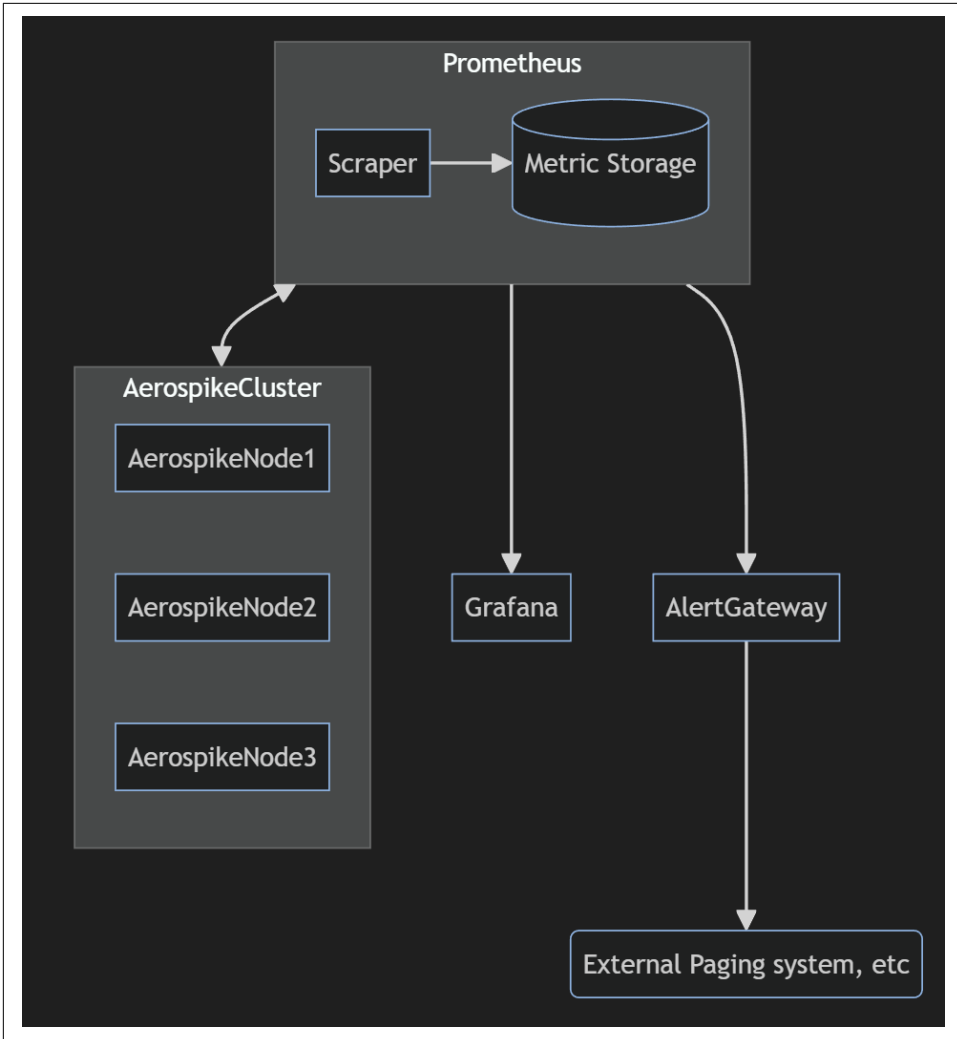 Prometheus
Scraper
Metric Storage
AerospikeCluster
AerospikeNode1
AerospikeNode2
Grafana
AlertGateway
AerospikeNode3
External Paging system, etc